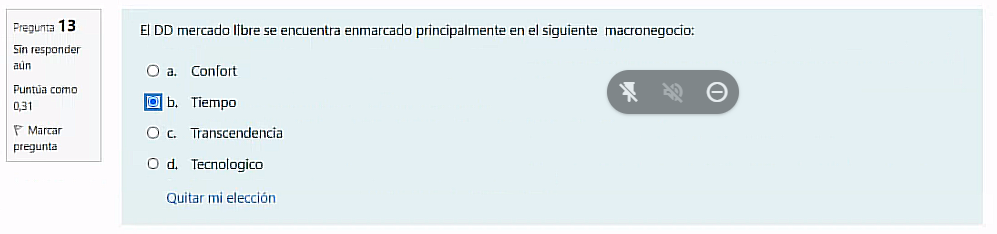 Pregunta 13
Sin responder
aún
Puntúa como
0,31
Marcar
pregunta
El DD mercado libre se encuentra enmarcado principalmente en el siguiente macronegocio:
a. Confort
b. Tiempo
c. Transcendencia
d. Tecnologico
Quitar mi elección